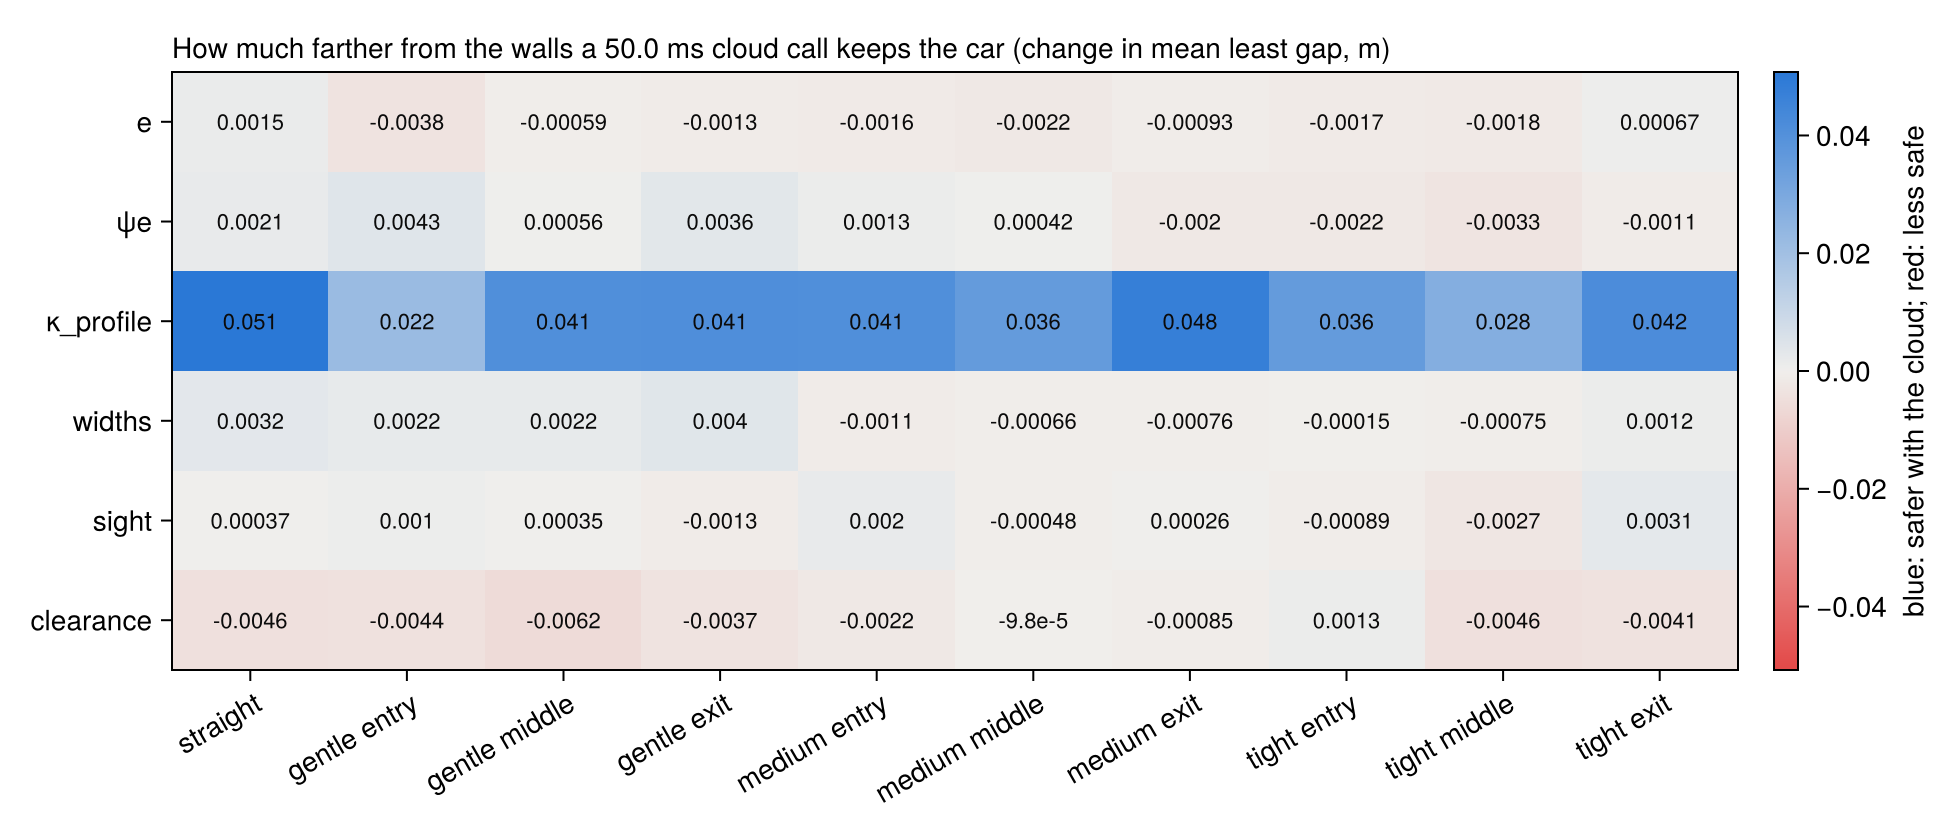 How much farther from the walls a 50.0 ms cloud call keeps the car (change in mean least gap, m)
e 0.0015 -0.0038 -0.00059 -0.0013 -0.0016 -0.0022 -0.00093 -0.0017 -0.0018 0.00067
ψe 0.0021 0.0043 0.00056 0.0036 0.0013 0.00042 -0.002 -0.0022 -0.0033 -0.0011
κ_profile 0.051 0.022 0.041 0.041 0.041 0.036 0.048 0.036 0.028 0.042
widths 0.0032 0.0022 0.0022 0.004 -0.0011 -0.00066 -0.00076 -0.00015 -0.00075 0.0012
sight 0.00037 0.001 0.00035 -0.0013 0.002 -0.00048 0.00026 -0.00089 -0.0027 0.0031
clearance -0.0046 -0.0044 -0.0062 -0.0037 -0.0022 -9.8e-5 -0.00085 0.0013 -0.0046 -0.0041
straight
gentle entry
gentle middle
gentle exit
medium entry
medium middle
medium exit
tight entry
tight middle
tight exit
0.04
0.02
0.00
−0.02
−0.04
blue: safer with the cloud; red: less safe